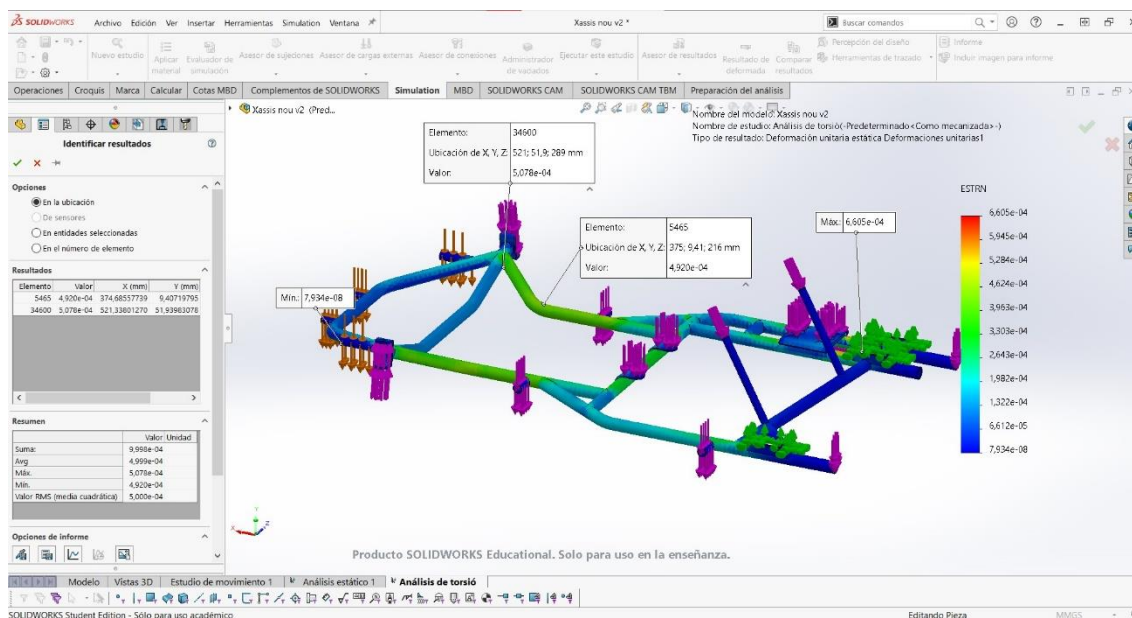 SOLIDWORKS
Archivo Edición Ver Insertar Herramientas Simulation Ventana
Xassis nou v2 *
Buscar comandos
Nuevo estudio
Aplicar material
Evaluador de simulación
Asesor de sujeciones
Asesor de cargas externas
Asesor de conexiones
Administrador de vaciados
Ejecutar este estudio
Asesor de resultados
Resultado de deformada
Comparar resultados
Percepción del diseño
Herramientas de trazado
Informe
Incluir imagen para informe
Operaciones Croquis Marca Calcular Cotas MBD Complementos de SOLIDWORKS Simulation MBD SOLIDWORKS CAM SOLIDWORKS CAM TBM Preparación del análisis
Xassis nou v2 (Pred...
Nombre del modelo: Xassis nou v2
Nombre de estudio: Análisis de torsió(-Predeterminado<Como mecanizada>-)
Tipo de resultado: Deformación unitaria estática Deformaciones unitarias1
Identificar resultados
Opciones
En la ubicación
De sensores
En entidades seleccionadas
En el número de elemento
Resultados
Elemento Valor X (mm) Y (mm)
5465 4,920e-04 374,68557739 9,40719795
34600 5,078e-04 521,33801270 51,93983078
Resumen
Valor Unidad
Suma: 9,998e-04
Avg 4,999e-04
Máx. 5,078e-04
Mín. 4,920e-04
Valor RMS (media cuadrática) 5,000e-04
Opciones de informe
Elemento: 34600
Ubicación de X, Y, Z: 521; 51,9; 289 mm
Valor: 5,078e-04
Elemento: 5465
Ubicación de X, Y, Z: 375; 9,41; 216 mm
Valor: 4,920e-04
Máx.: 6,605e-04
Mín.: 7,934e-08
ESTRN
6,605e-04
5,945e-04
5,284e-04
4,624e-04
3,963e-04
3,303e-04
2,643e-04
1,982e-04
1,322e-04
6,612e-05
7,934e-08
Producto SOLIDWORKS Educational. Solo para uso en la enseñanza.
Modelo Vistas 3D Estudio de movimiento 1 Análisis estático 1 Análisis de torsió
SOLIDWORKS Student Edition - Sólo para uso académico
Editando Pieza
MMGS